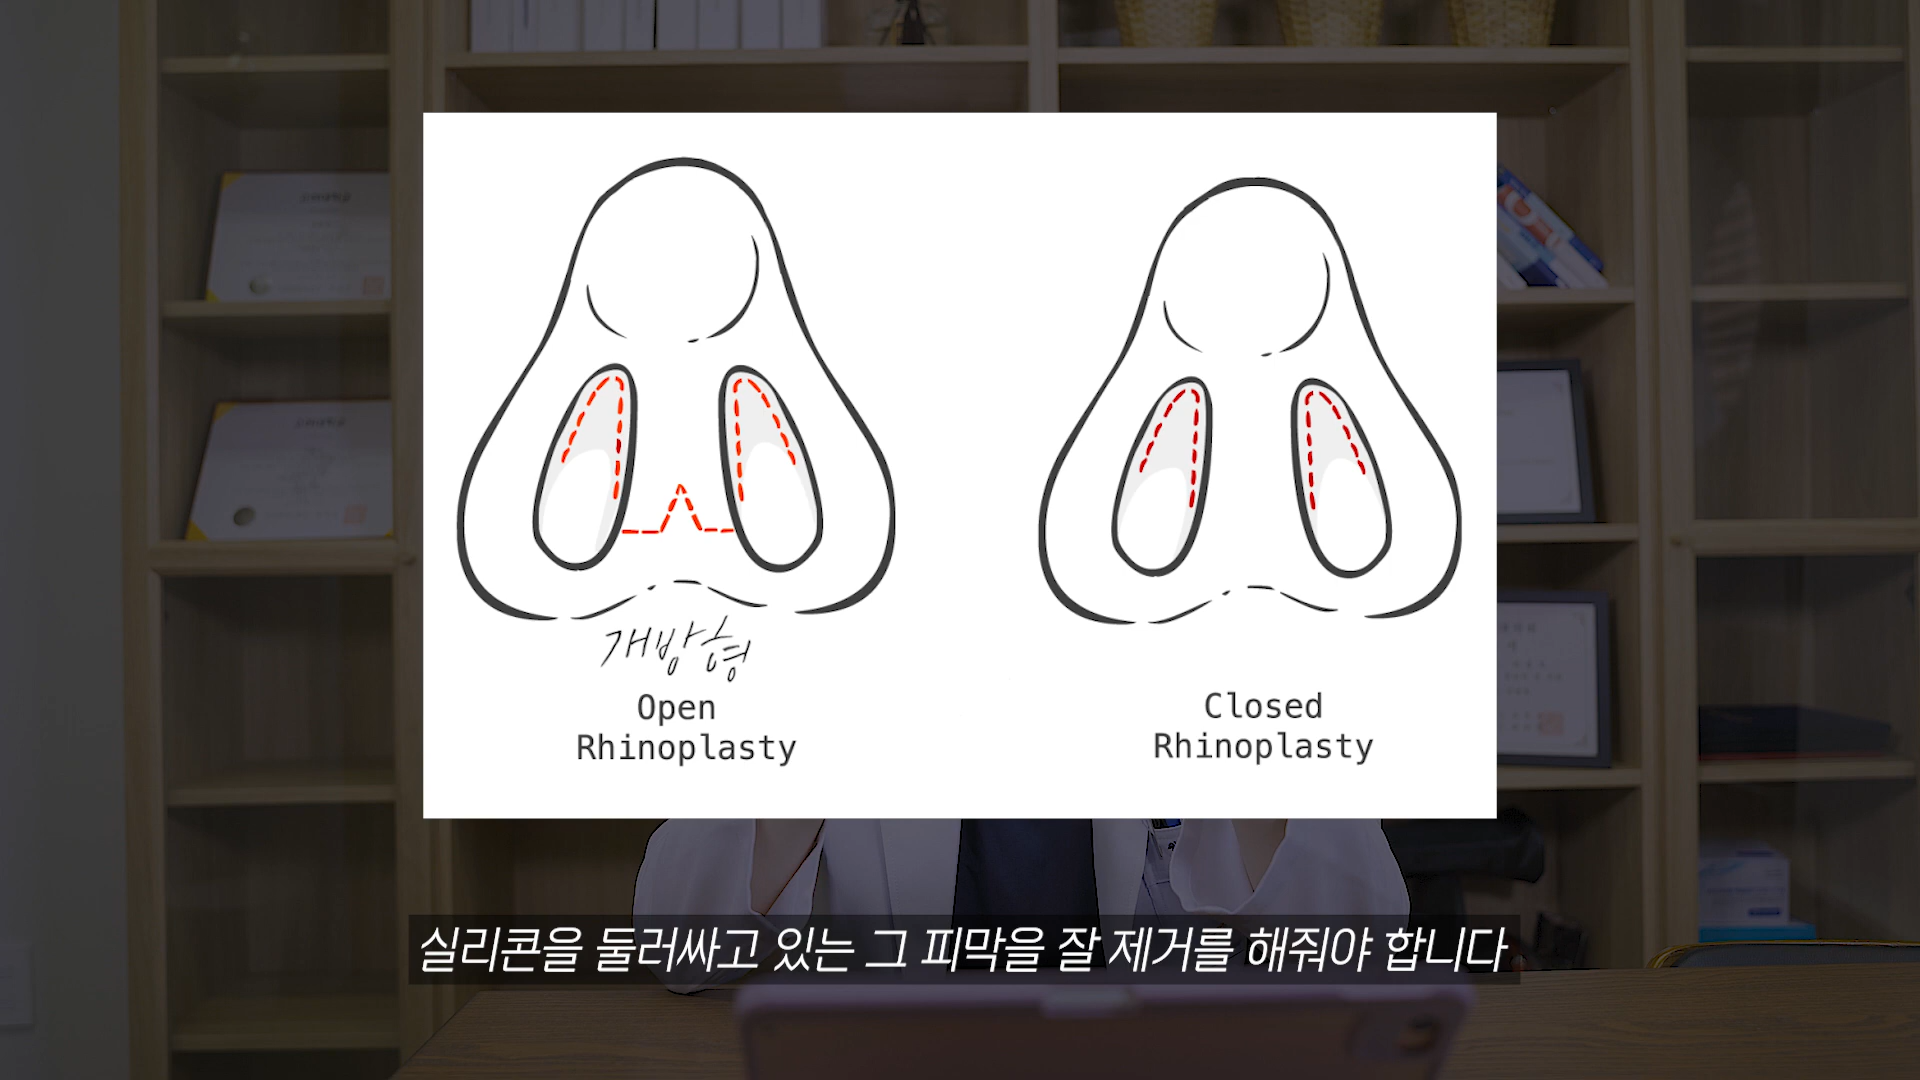 개방형
Open
Rhinoplasty
Closed
Rhinoplasty
실리콘을 둘러싸고 있는 그 피막을 잘 제거를 해줘야 합니다